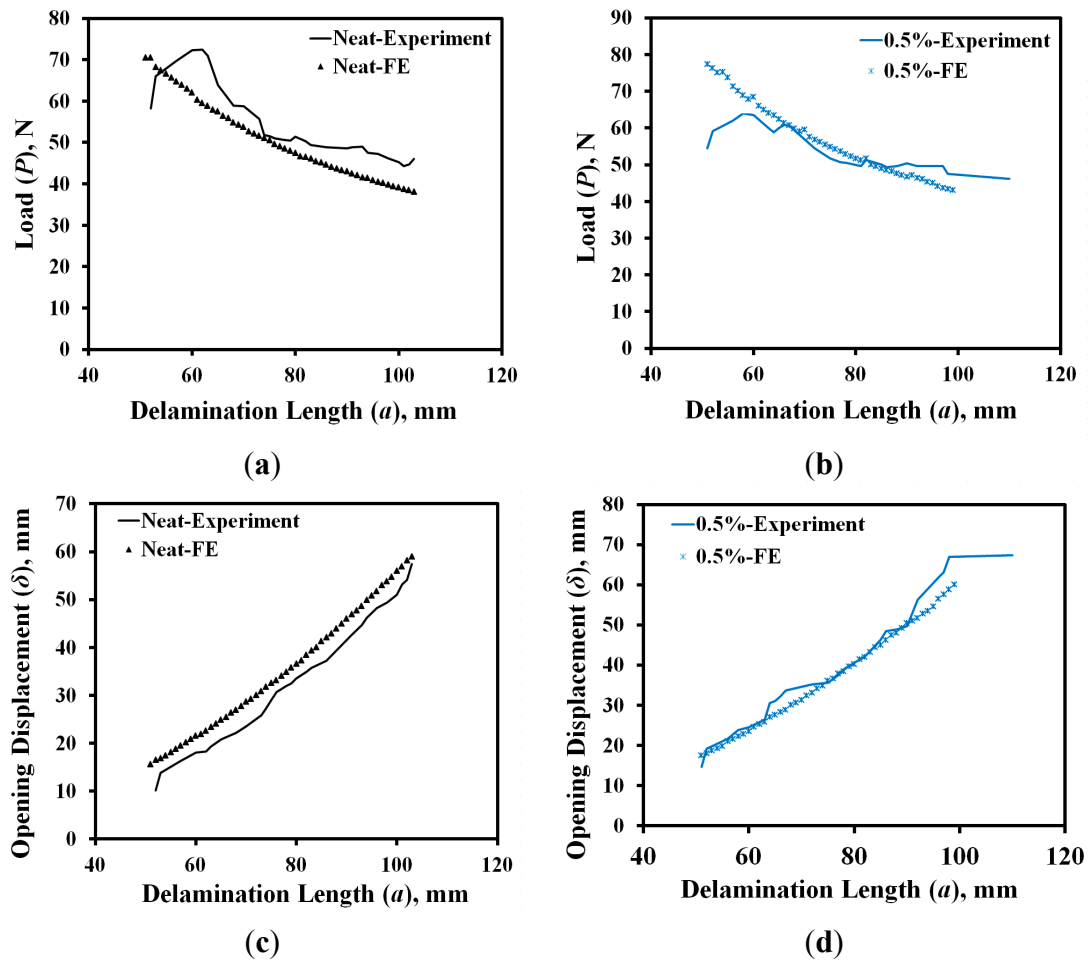 80
70
60
50
40
30
20
10
0
Load (P), N
Neat-Experiment
Neat-FE
40 60 80 100 120
Delamination Length (a), mm
(a)
90
80
70
60
50
40
30
20
10
0
Load (P), N
0.5%-Experiment
0.5%-FE
40 60 80 100 120
Delamination Length (a), mm
(b)
70
60
50
40
30
20
10
0
Opening Displacement (δ), mm
Neat-Experiment
Neat-FE
40 60 80 100 120
Delamination Length (a), mm
(c)
80
70
60
50
40
30
20
10
0
Opening Displacement (δ), mm
0.5%-Experiment
0.5%-FE
40 60 80 100 120
Delamination Length (a), mm
(d)